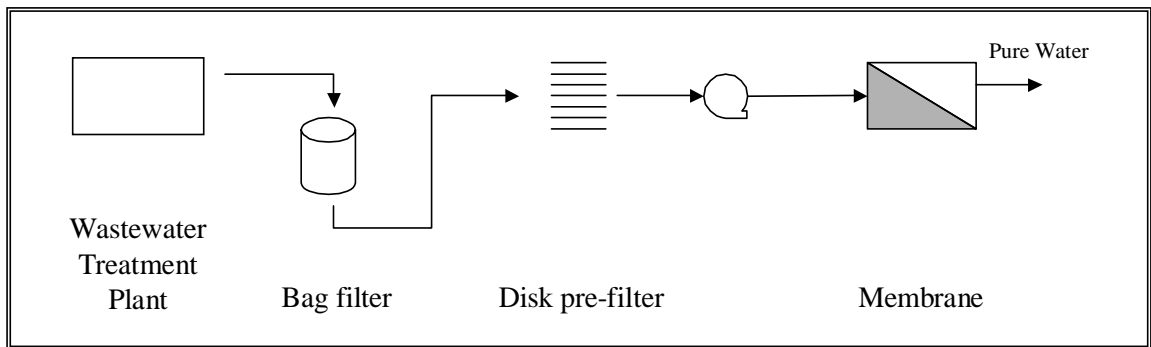 Pure Water
Wastewater
Treatment
Plant
Bag filter
Disk pre-filter
Membrane